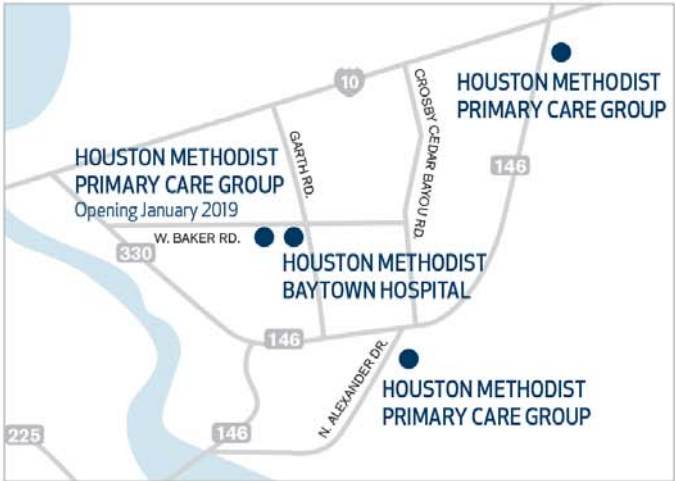 10
HOUSTON METHODIST
PRIMARY CARE GROUP
CROSBY CEDAR BAYOU RD.
GARTH RD.
146
HOUSTON METHODIST
PRIMARY CARE GROUP
Opening January 2019
W. BAKER RD.
330
HOUSTON METHODIST
BAYTOWN HOSPITAL
146
N. ALEXANDER DR.
HOUSTON METHODIST
PRIMARY CARE GROUP
225
146